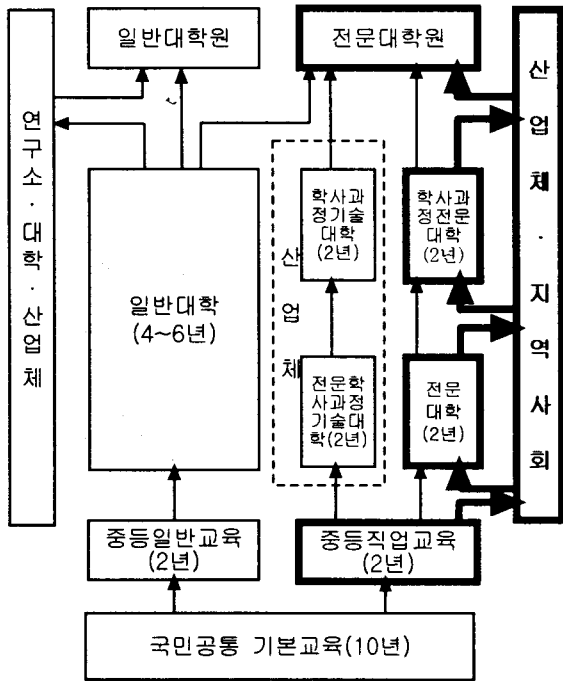 일반대학원
전문대학원
연구소·대학·산업체
산업체·지역사회
일반대학
(4~6년)
산업체
학사과
정기술
대학
(2년)
학사과
정전문
대학
(2년)
전문학
사과정
기술대
학(2년)
전문
대학
(2년)
중등일반교육
(2년)
중등직업교육
(2년)
국민공통 기본교육(10년)